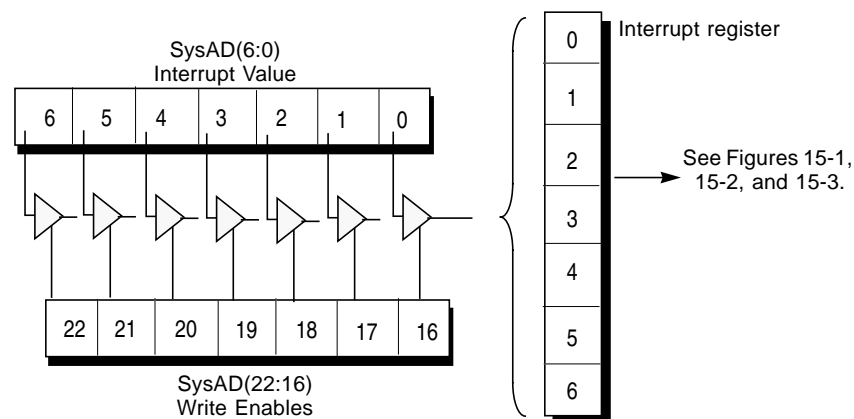 SysAD(6:0)
Interrupt Value
6 5 4 3 2 1 0
22 21 20 19 18 17 16
SysAD(22:16)
Write Enables
Interrupt register
0
1
2
3
4
5
6
See Figures 15-1,
15-2, and 15-3.